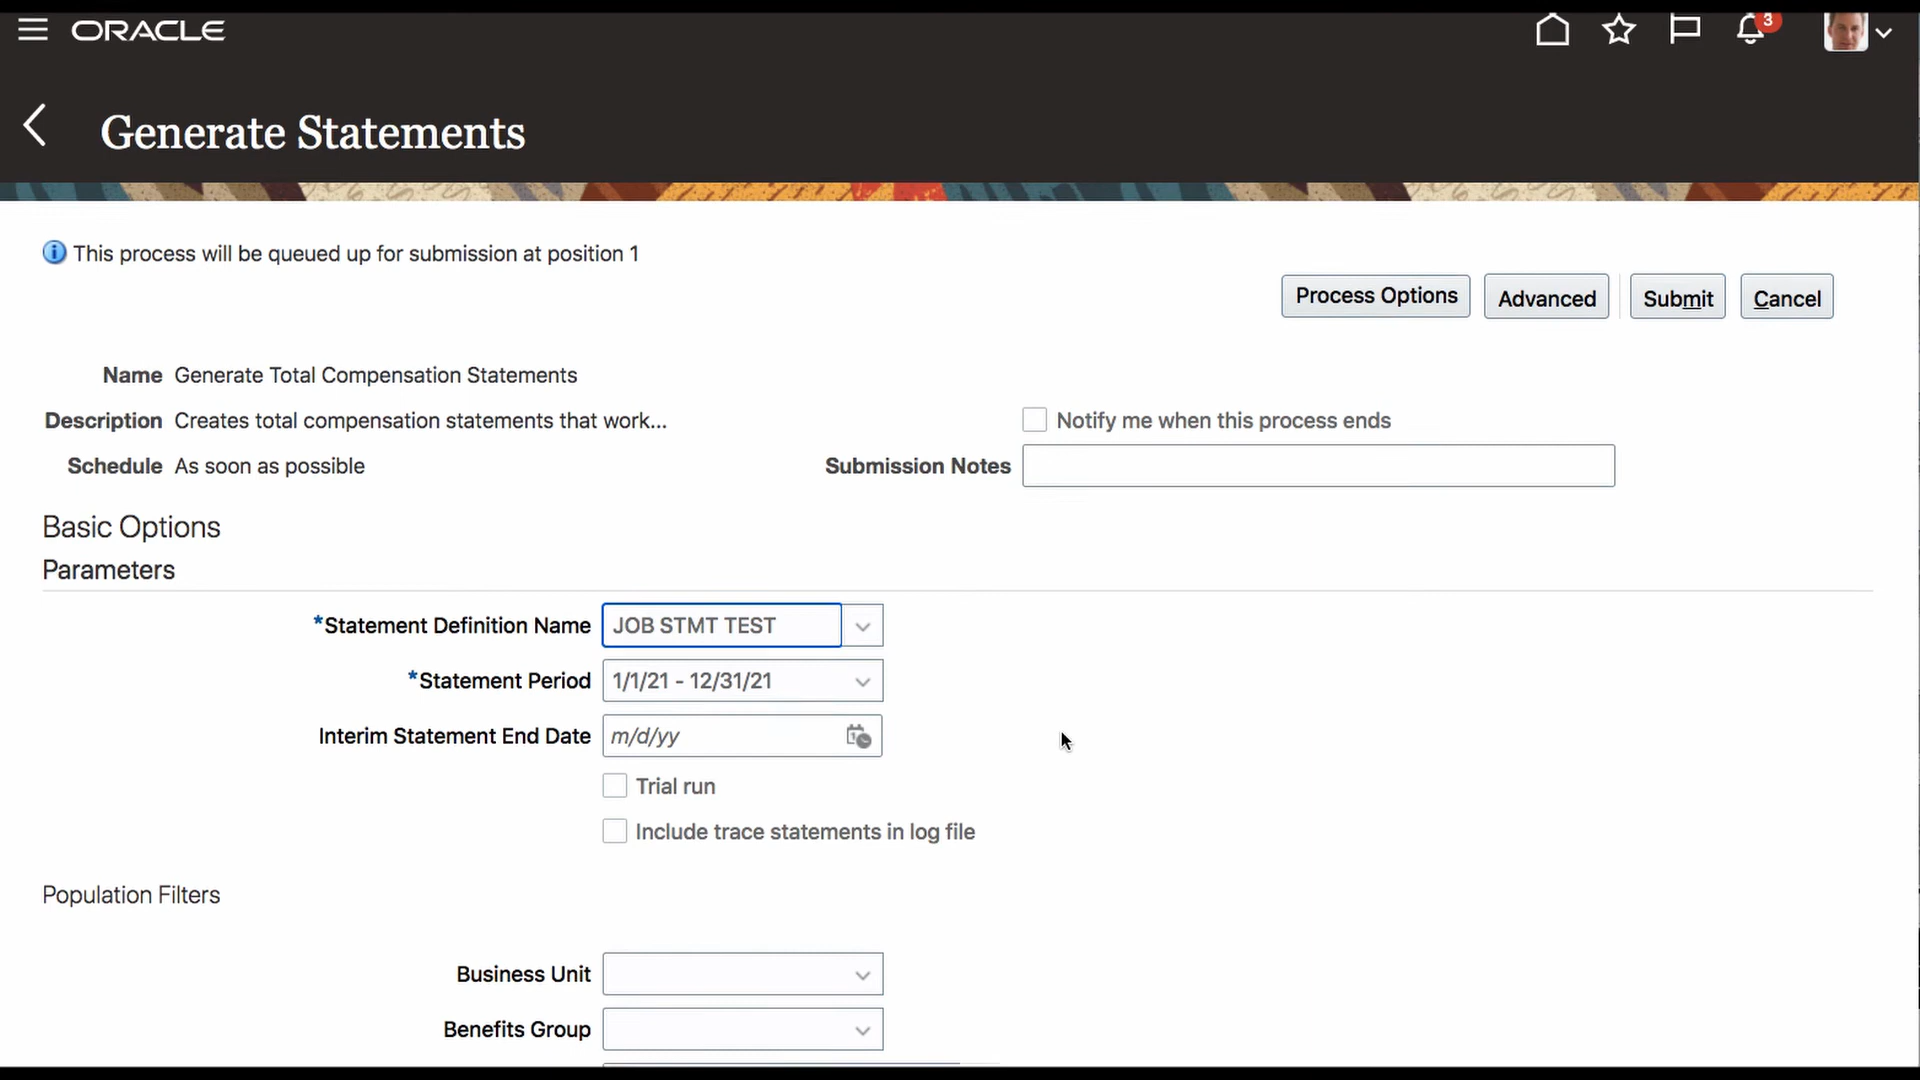 ORACLE
3
Generate Statements
This process will be queued up for submission at position 1
Process Options
Advanced
Submit
Cancel
Name Generate Total Compensation Statements
Description Creates total compensation statements that work...
Notify me when this process ends
Schedule As soon as possible
Submission Notes
Basic Options
Parameters
*Statement Definition Name JOB STMT TEST
*Statement Period 1/1/21 - 12/31/21
Interim Statement End Date m/d/yy
Trial run
Include trace statements in log file
Population Filters
Business Unit
Benefits Group